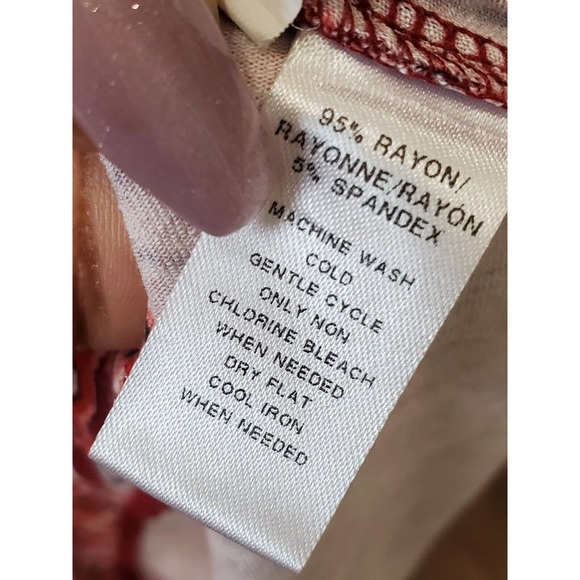 95% RAYON/
RAYONNE/RAYÓN
5% SPANDEX
MACHINE WASH
COLD
GENTLE CYCLE
ONLY NON
CHLORINE BLEACH
WHEN NEEDED
DRY FLAT
COOL IRON
WHEN NEEDED